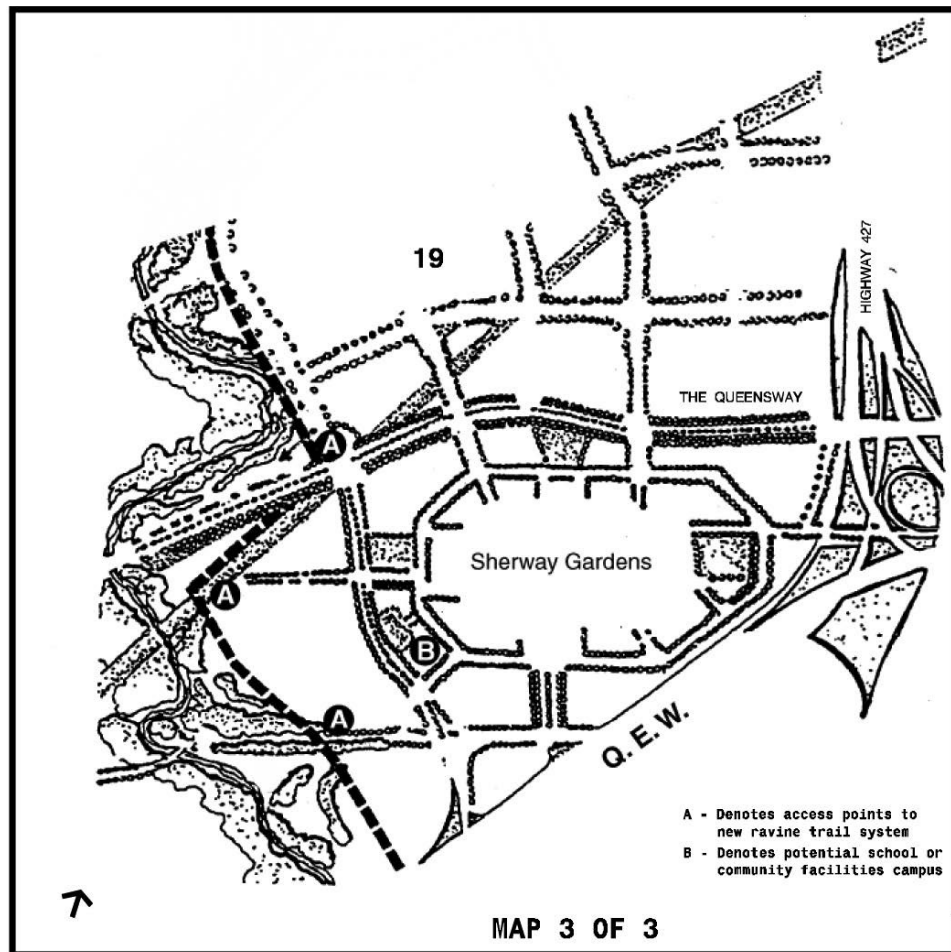 19
HIGHWAY 427
THE QUEENSWAY
A
Sherway Gardens
A
B
A
Q. E. W.
A - Denotes access points to
new ravine trail system
B - Denotes potential school or
community facilities campus
MAP 3 OF 3